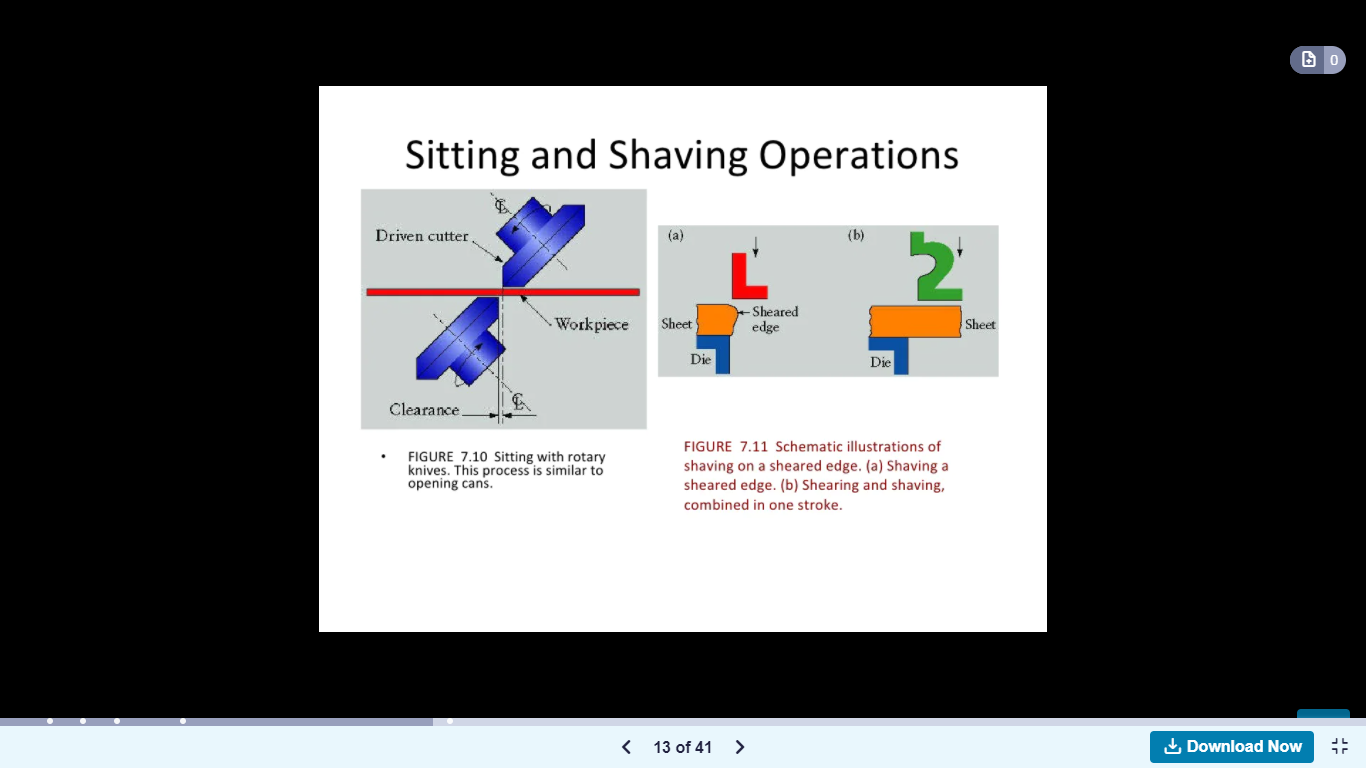 0
Sitting and Shaving Operations
℄
Driven cutter
Workpiece
Clearance
℄
(a)
(b)
Sheared
edge
Sheet
Die
Sheet
Die
• FIGURE 7.10 Sitting with rotary
knives. This process is similar to
opening cans.
FIGURE 7.11 Schematic illustrations of
shaving on a sheared edge. (a) Shaving a
sheared edge. (b) Shearing and shaving,
combined in one stroke.
13 of 41
Download Now